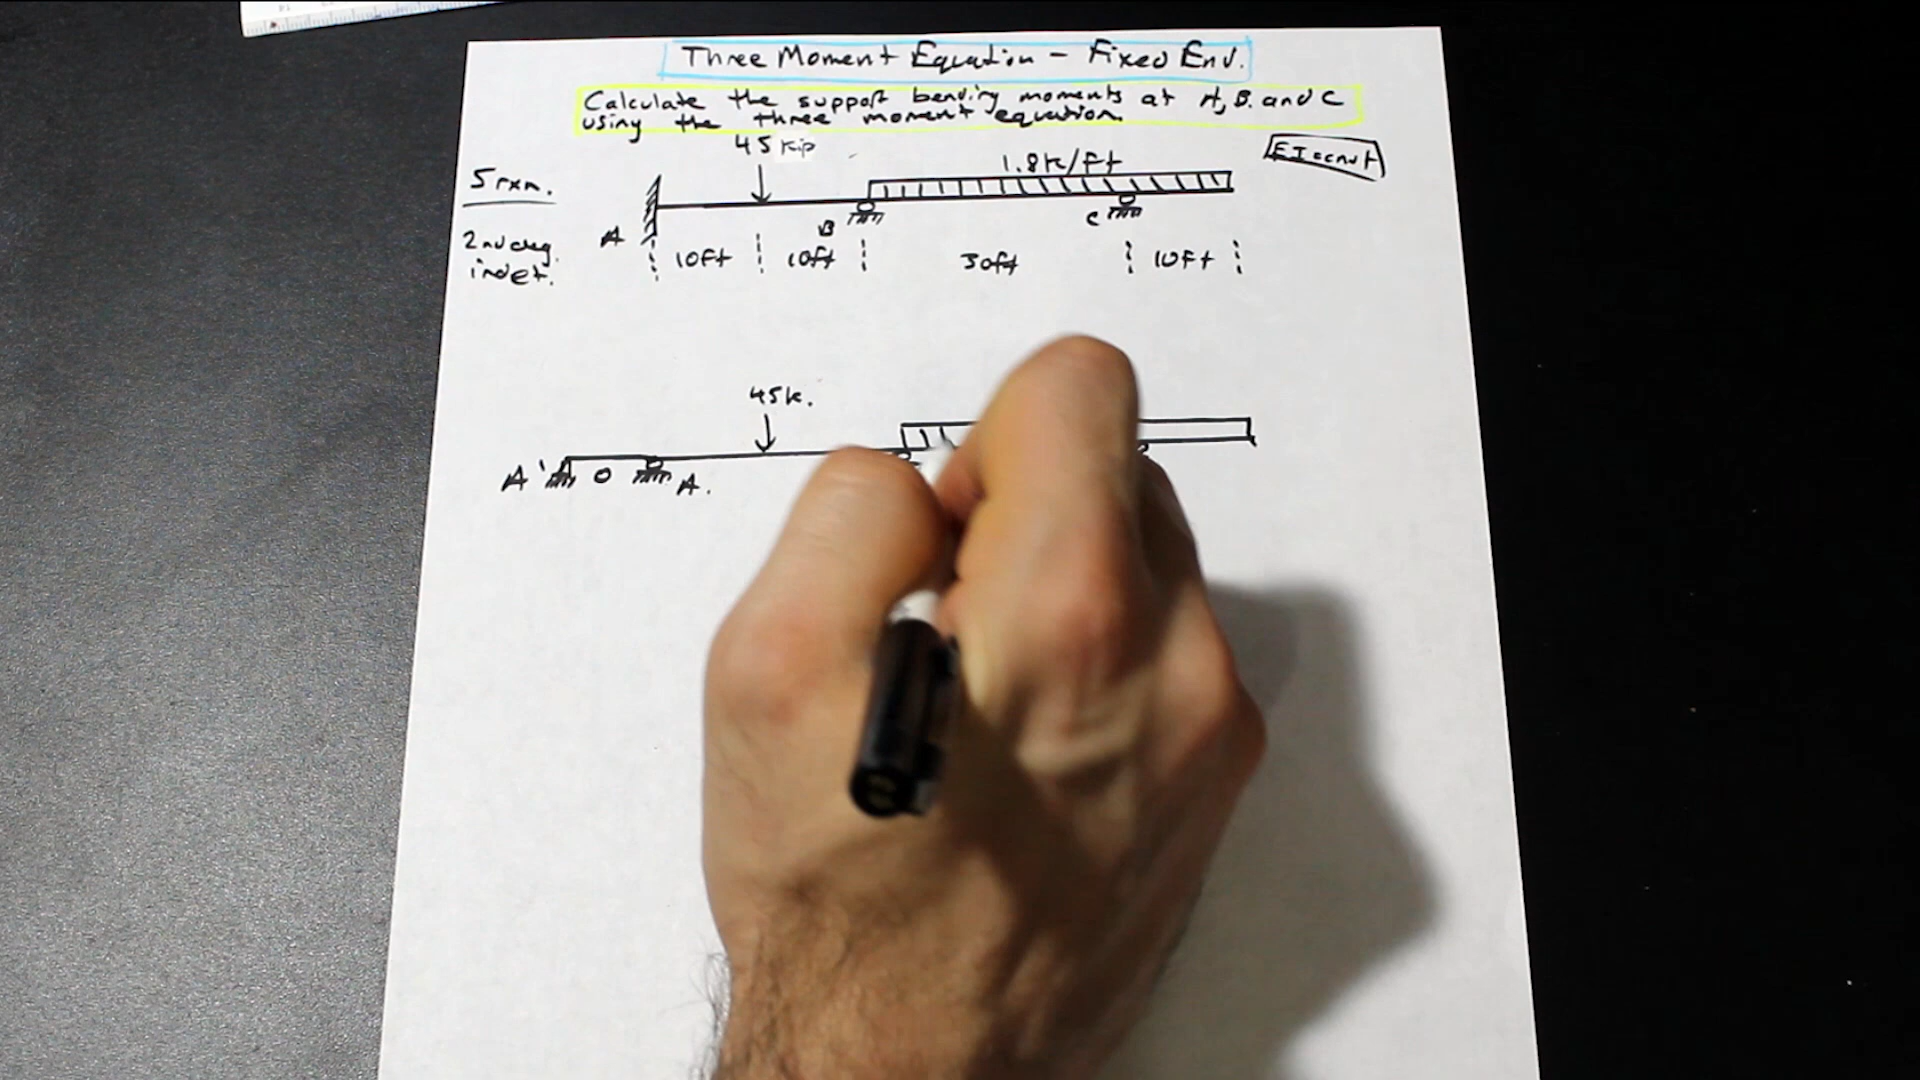 Three Moment Equation - Fixed End.
Calculate the support bending moments at A, B. and C
using the three moment equation.
45 kip
1.8k/ft
EI const
5 rxn.
2nd deg.
indet.
A
B
C
10ft
10ft
30ft
10ft
45k.
A'
O
A.